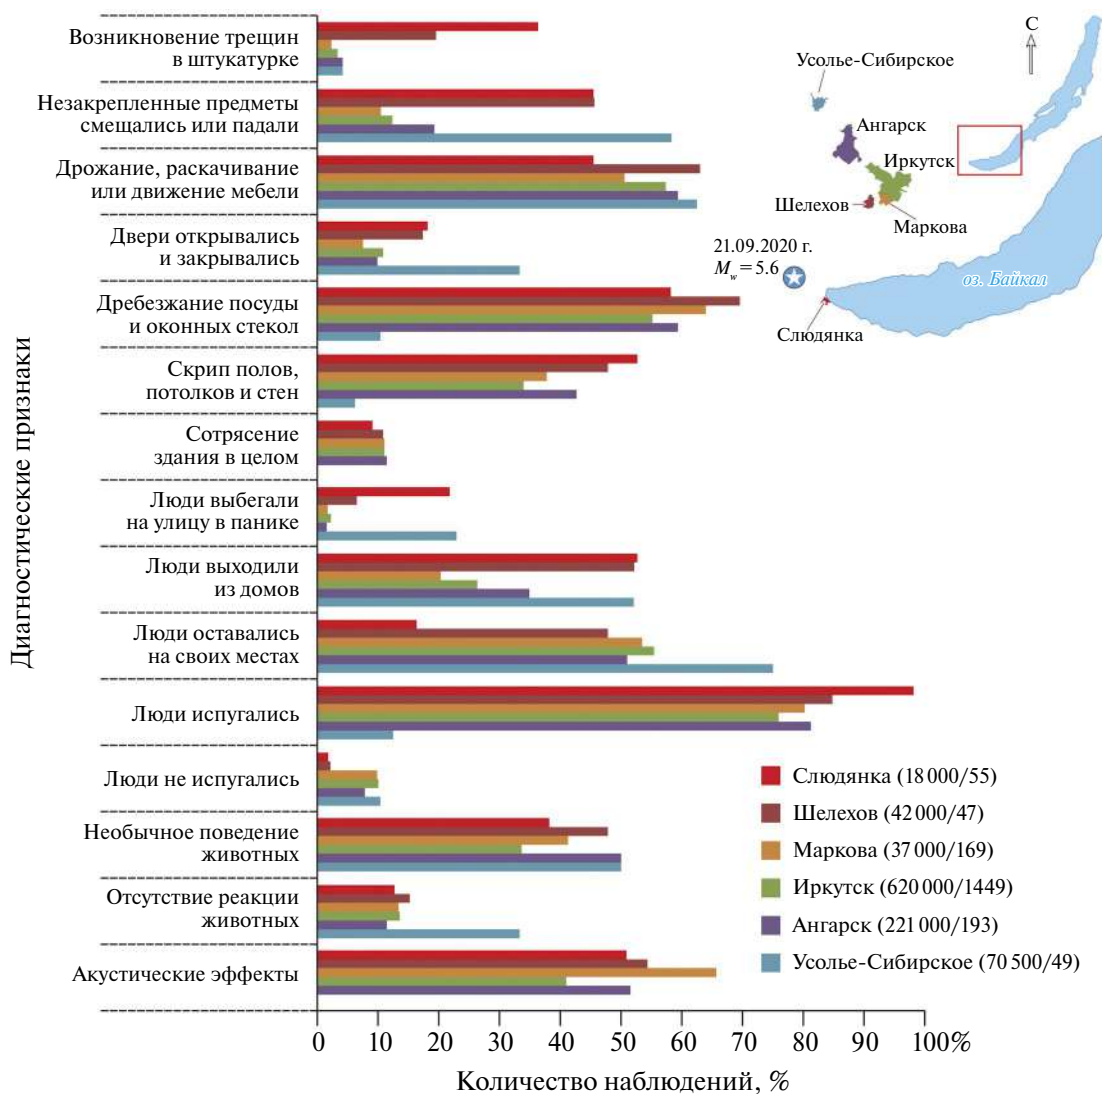 Диагностические признаки
Возникновение трещин
в штукатурке
Незакрепленные предметы
смещались или падали
Дрожание, раскачивание
или движение мебели
Двери открывались
и закрывались
Дребезжание посуды
и оконных стекол
Скрип полов,
потолков и стен
Сотрясение
здания в целом
Люди выбегали
на улицу в панике
Люди выходили
из домов
Люди оставались
на своих местах
Люди испугались
Люди не испугались
Необычное поведение
животных
Отсутствие реакции
животных
Акустические эффекты
0 10 20 30 40 50 60 70 80 90 100%
Количество наблюдений, %
С
Усолье-Сибирское
Ангарск
Иркутск
Шелехов
Маркова
21.09.2020 г.
Mw = 5.6
оз. Байкал
Слюдянка
Слюдянка (18 000/55)
Шелехов (42 000/47)
Маркова (37 000/169)
Иркутск (620 000/1449)
Ангарск (221 000/193)
Усолье-Сибирское (70 500/49)